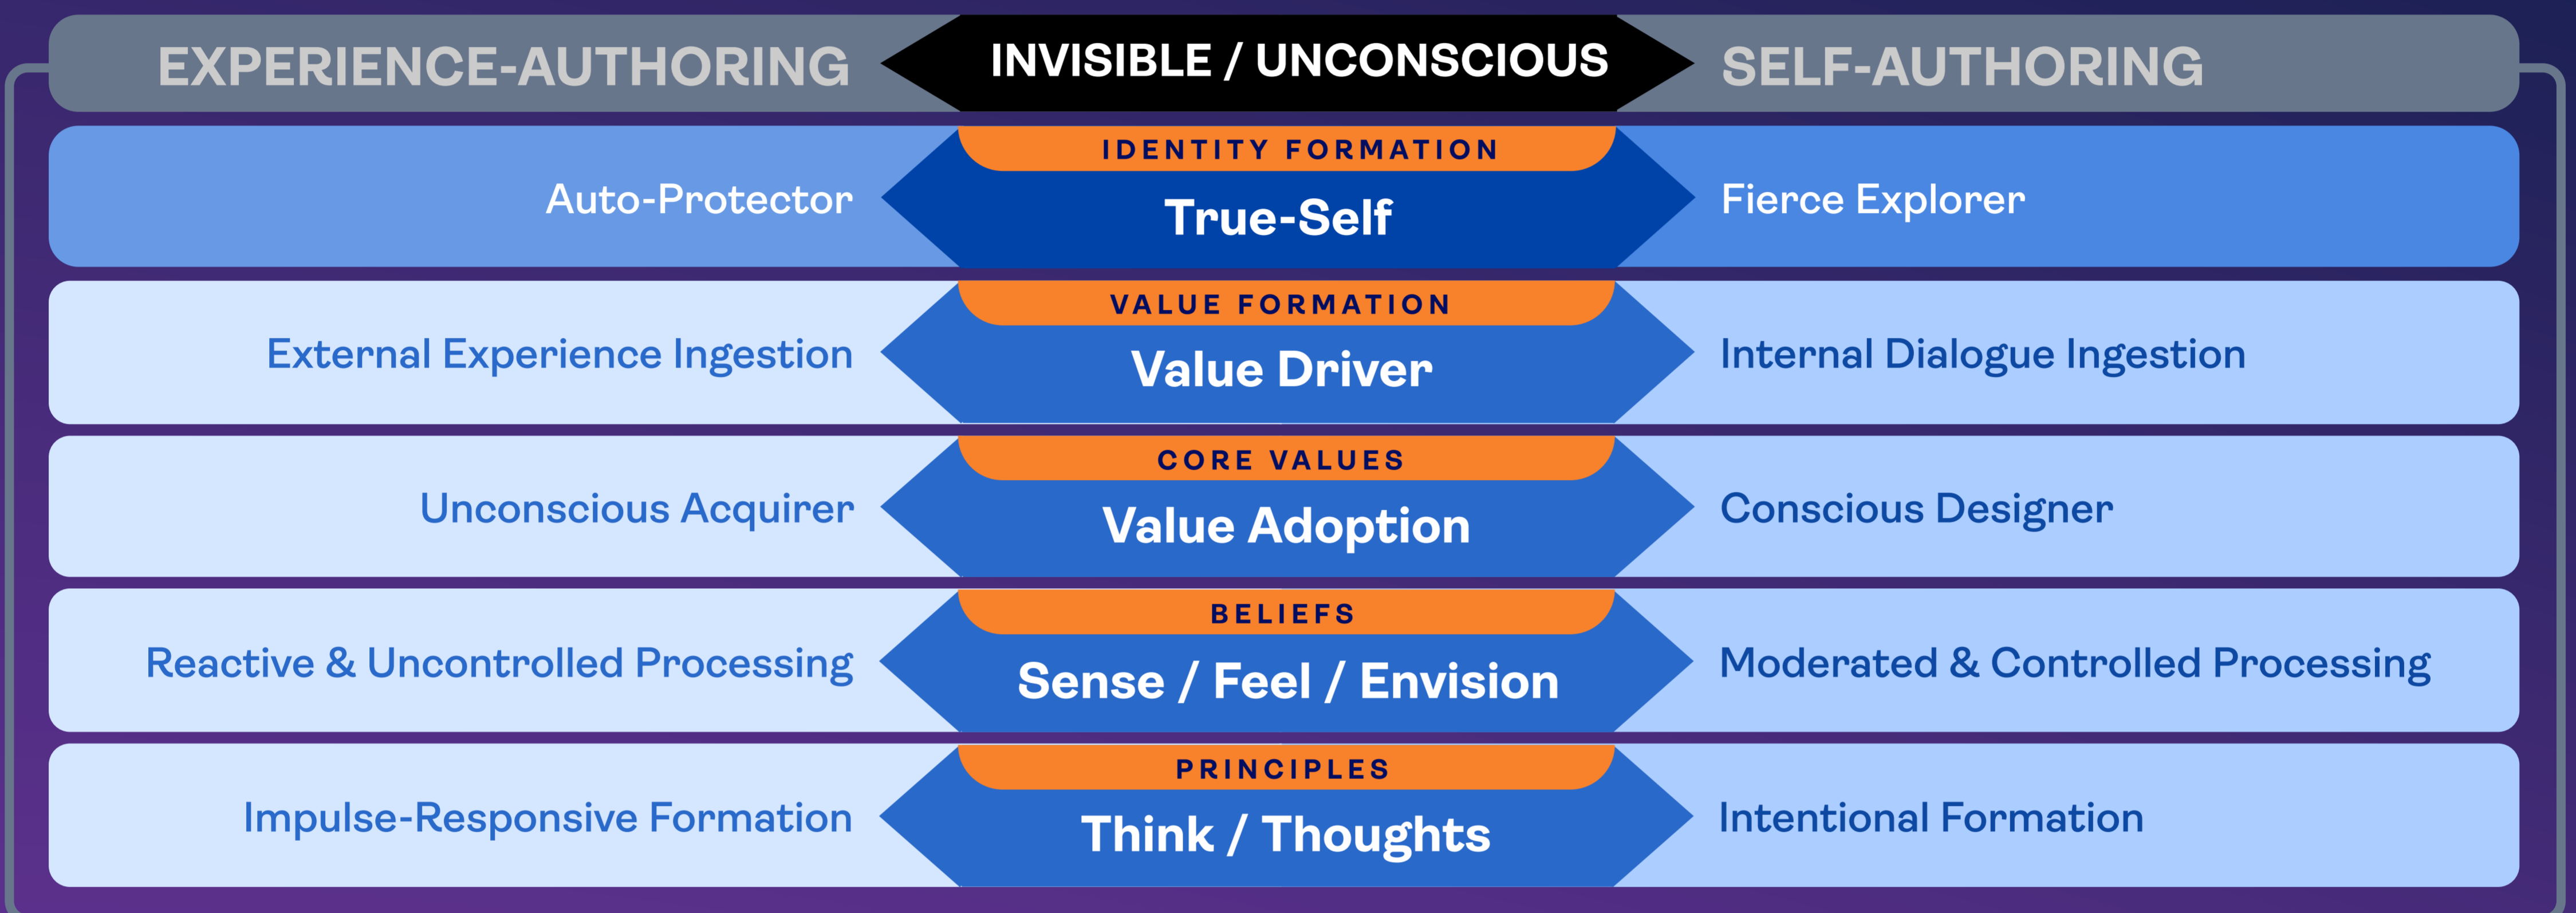 EXPERIENCE-AUTHORING
INVISIBLE / UNCONSCIOUS
SELF-AUTHORING
IDENTITY FORMATION
Auto-Protector
True-Self
Fierce Explorer
VALUE FORMATION
External Experience Ingestion
Value Driver
Internal Dialogue Ingestion
CORE VALUES
Unconscious Acquirer
Value Adoption
Conscious Designer
BELIEFS
Reactive & Uncontrolled Processing
Sense / Feel / Envision
Moderated & Controlled Processing
PRINCIPLES
Impulse-Responsive Formation
Think / Thoughts
Intentional Formation